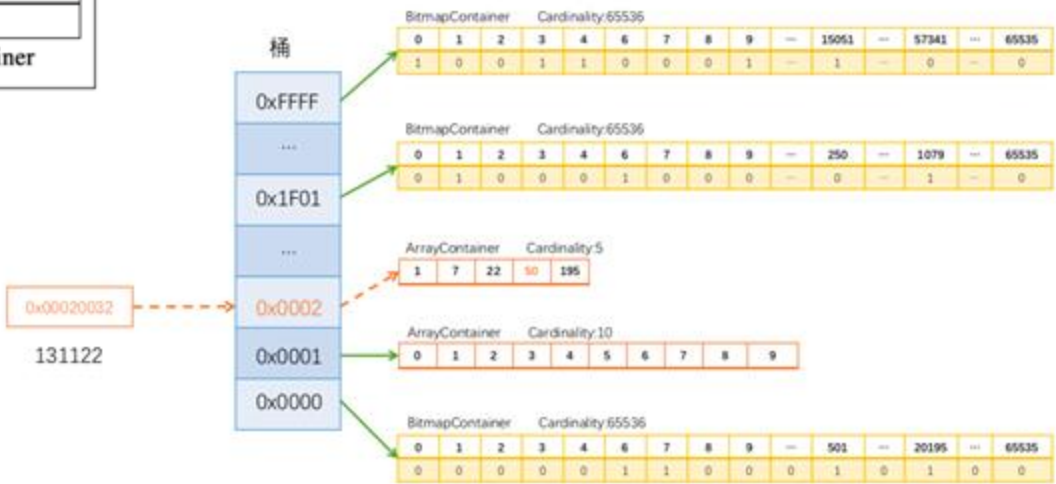 iner
桶
0xFFFF
...
0x1F01
...
0x0002
0x0001
0x0000
0x00020032
131122
BitmapContainer Cardinality:65536
0 1 2 3 4 6 7 8 9 ... 15051 ... 57341 ... 65535
1 0 0 1 1 0 0 0 1 ... 1 ... 0 ... 0
BitmapContainer Cardinality:65536
0 1 2 3 4 6 7 8 9 ... 250 ... 1079 ... 65535
0 1 0 0 0 1 0 0 0 ... 0 ... 1 ... 0
ArrayContainer Cardinality:5
1 7 22 50 195
ArrayContainer Cardinality:10
0 1 2 3 4 5 6 7 8 9
BitmapContainer Cardinality:65536
0 1 2 3 4 6 7 8 9 ... 501 ... 20195 ... 65535
0 0 0 0 0 1 1 0 0 0 1 0 1 0 0